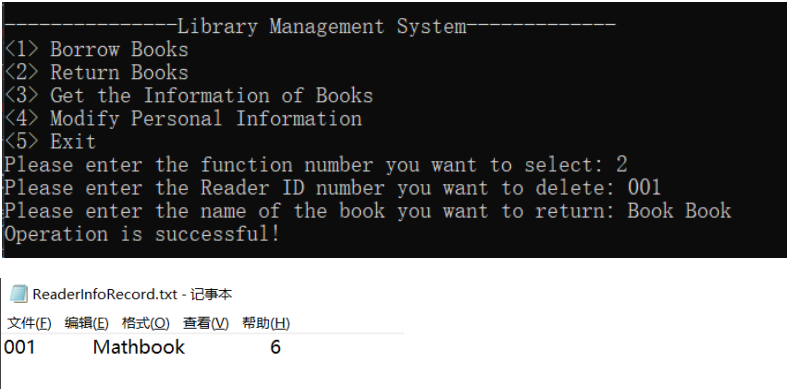 ---------------Library Management System-------------
<1> Borrow Books
<2> Return Books
<3> Get the Information of Books
<4> Modify Personal Information
<5> Exit
Please enter the function number you want to select: 2
Please enter the Reader ID number you want to delete: 001
Please enter the name of the book you want to return: Book Book
Operation is successful!
ReaderInfoRecord.txt - 记事本
文件(F) 编辑(E) 格式(O) 查看(V) 帮助(H)
001 Mathbook 6